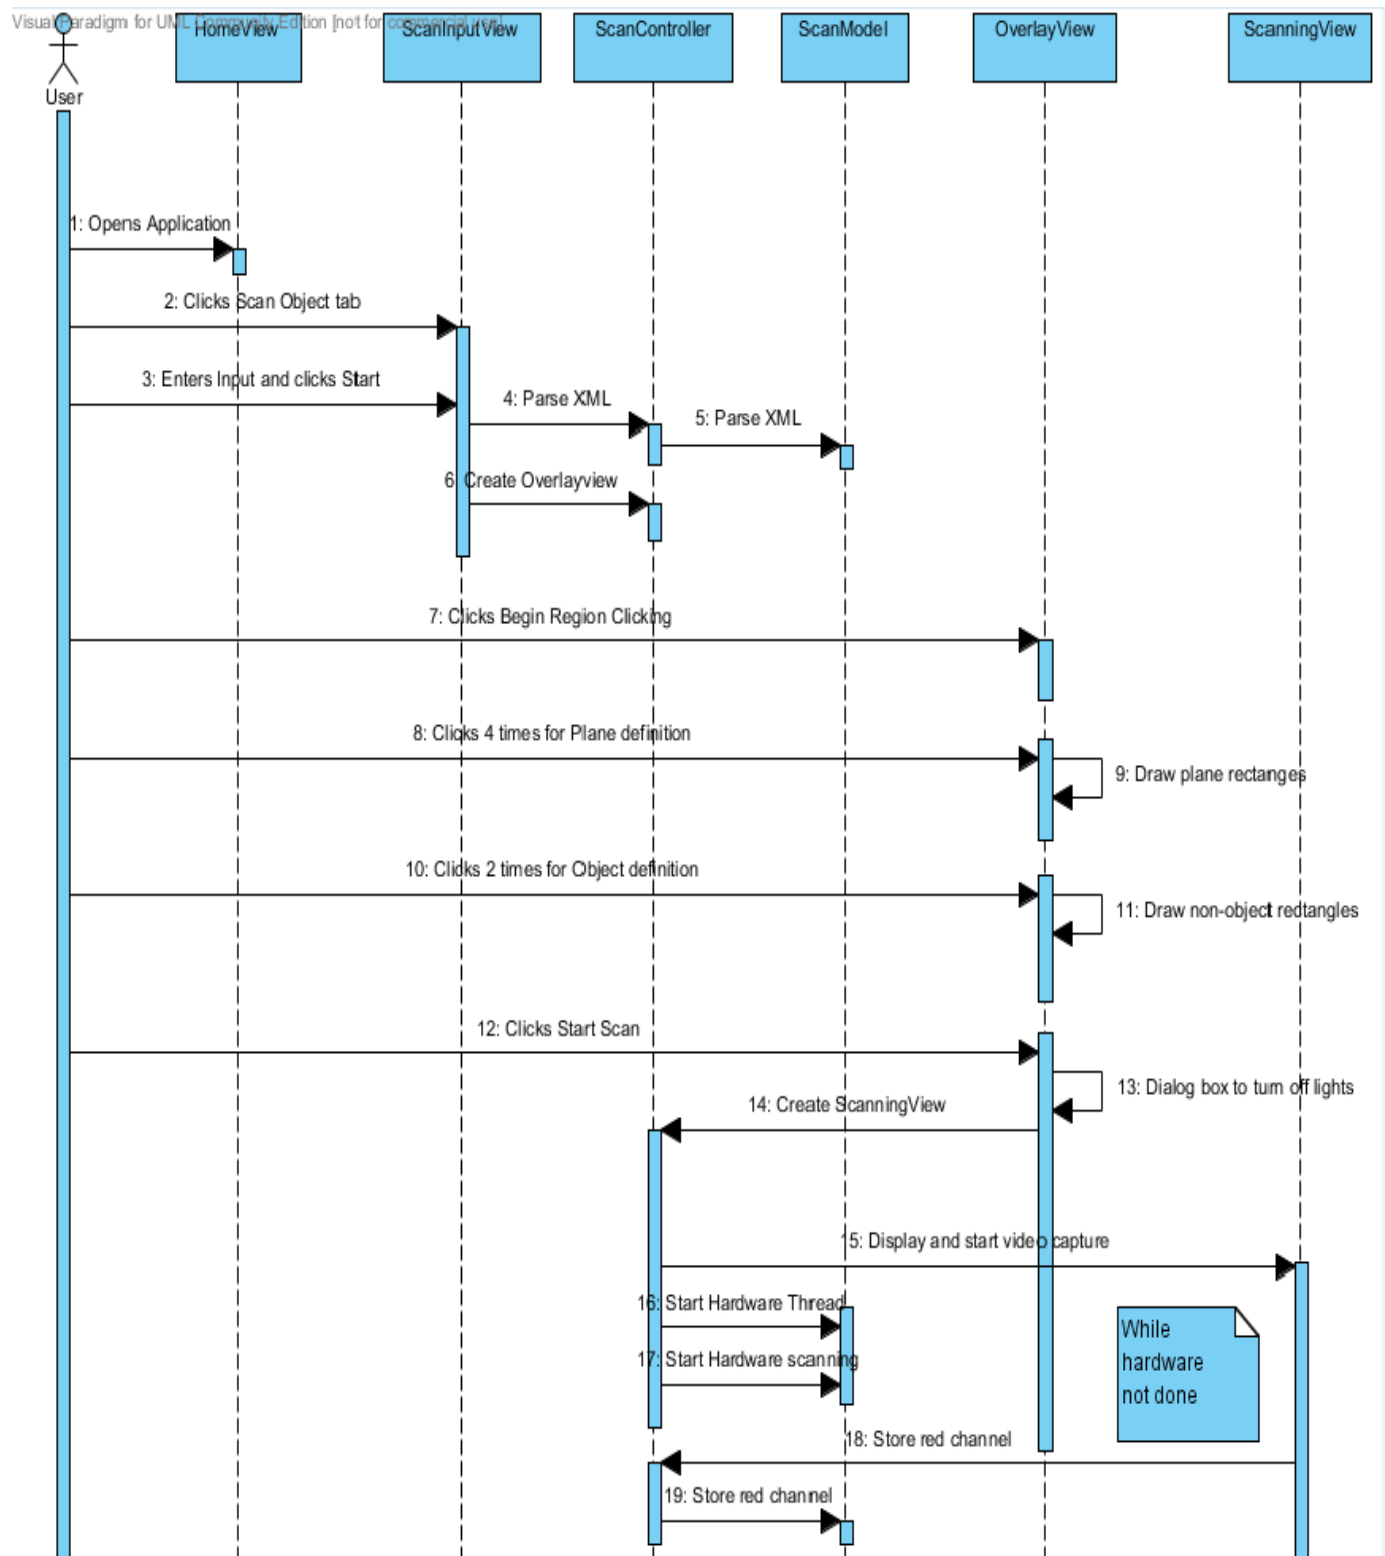 Visual Paradigm for UML Community Edition [not for commercial use]
HomeView
ScanInputView
ScanController
ScanModel
OverlayView
ScanningView
User
1: Opens Application
2: Clicks Scan Object tab
3: Enters Input and clicks Start
4: Parse XML
5: Parse XML
6: Create Overlayview
7: Clicks Begin Region Clicking
8: Clicks 4 times for Plane definition
9: Draw plane rectanges
10: Clicks 2 times for Object definition
11: Draw non-object rectangles
12: Clicks Start Scan
13: Dialog box to turn off lights
14: Create ScanningView
15: Display and start video capture
16: Start Hardware Thread
While
hardware
not done
17: Start Hardware scanning
18: Store red channel
19: Store red channel